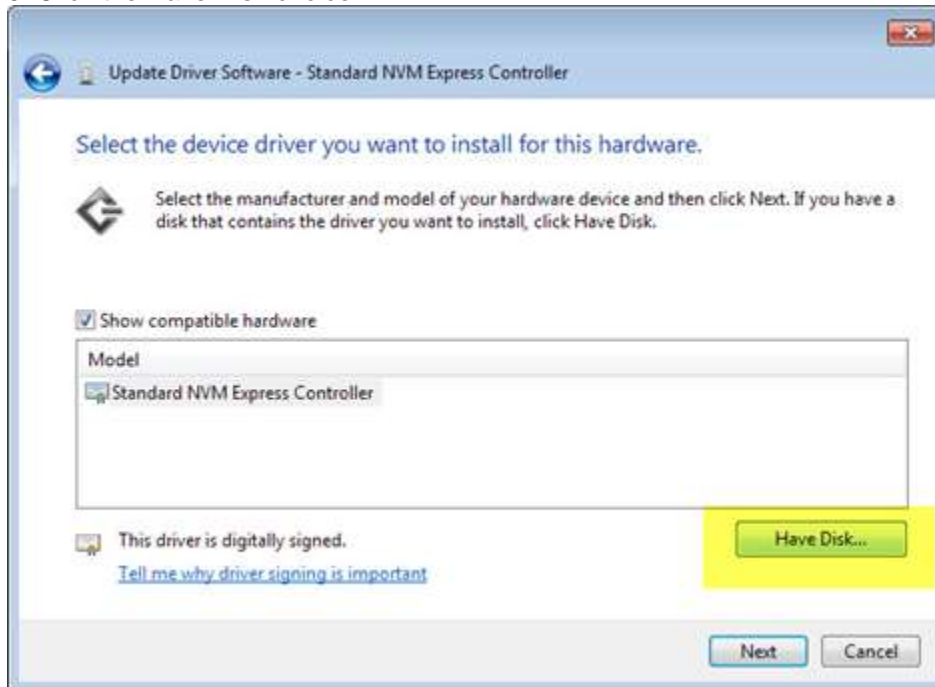 Update Driver Software - Standard NVM Express Controller
Select the device driver you want to install for this hardware.
Select the manufacturer and model of your hardware device and then click Next. If you have a
disk that contains the driver you want to install, click Have Disk.
Show compatible hardware
Model
Standard NVM Express Controller
This driver is digitally signed.
Have Disk...
Tell me why driver signing is important
Next
Cancel